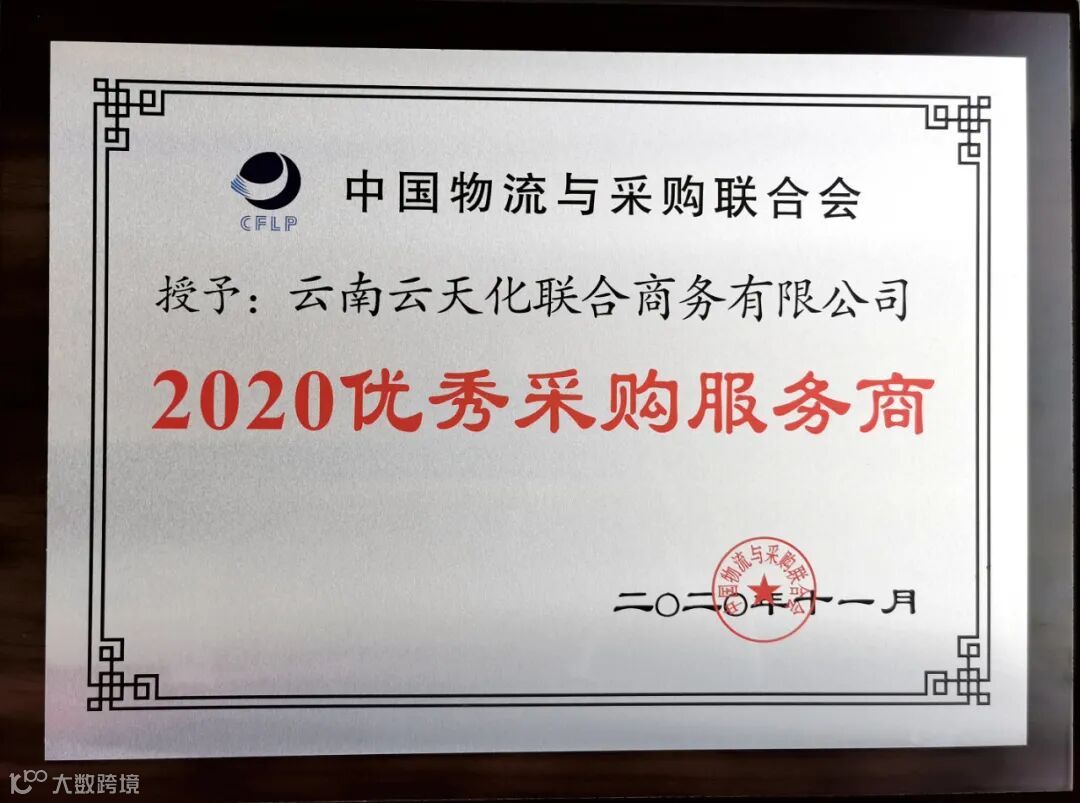 中国物流与采购联合会
CFLP
授予：云南云天化联合商务有限公司
2020优秀采购服务商
中国物流与采购联合会
二〇二〇年十一月
大数跨境